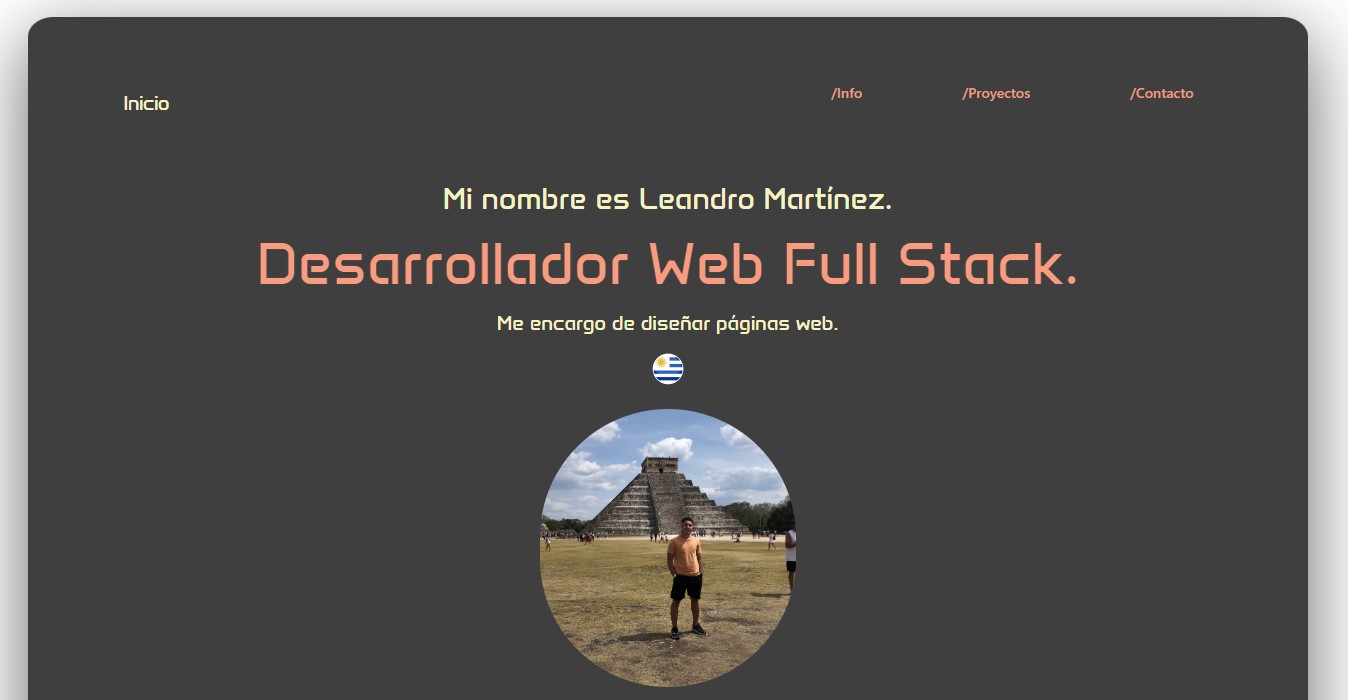 Inicio
/Info
/Proyectos
/Contacto
Mi nombre es Leandro Martínez.
Desarrollador Web Full Stack.
Me encargo de diseñar páginas web.